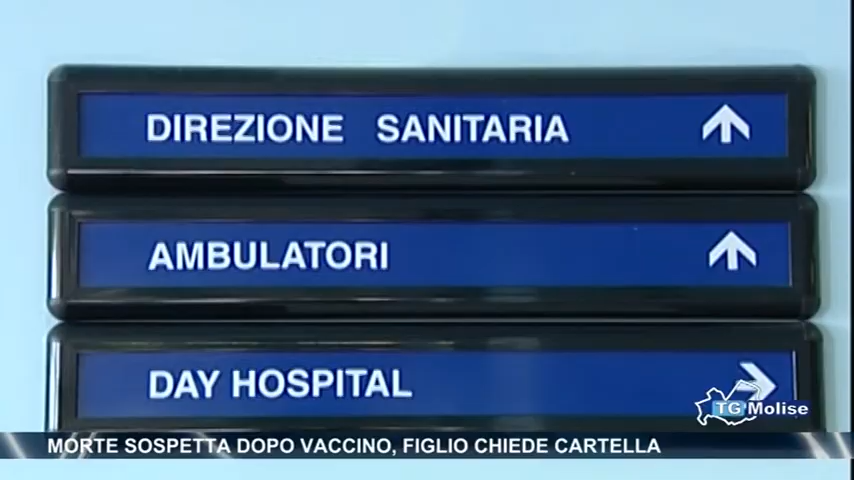 DIREZIONE SANITARIA
AMBULATORI
DAY HOSPITAL
TG Molise
MORTE SOSPETTA DOPO VACCINO, FIGLIO CHIEDE CARTELLA